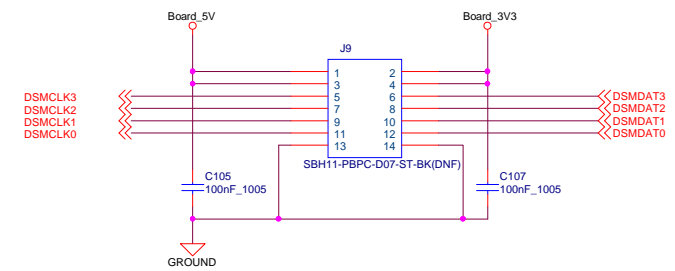 Board_5V
Board_3V3
J9
1 2
3 4
DSMCLK3 5 6 DSMDAT3
DSMCLK2 7 8 DSMDAT2
DSMCLK1 9 10 DSMDAT1
DSMCLK0 11 12 DSMDAT0
13 14
SBH11-PBPC-D07-ST-BK(DNF)
C105
100nF_1005
C107
100nF_1005
GROUND